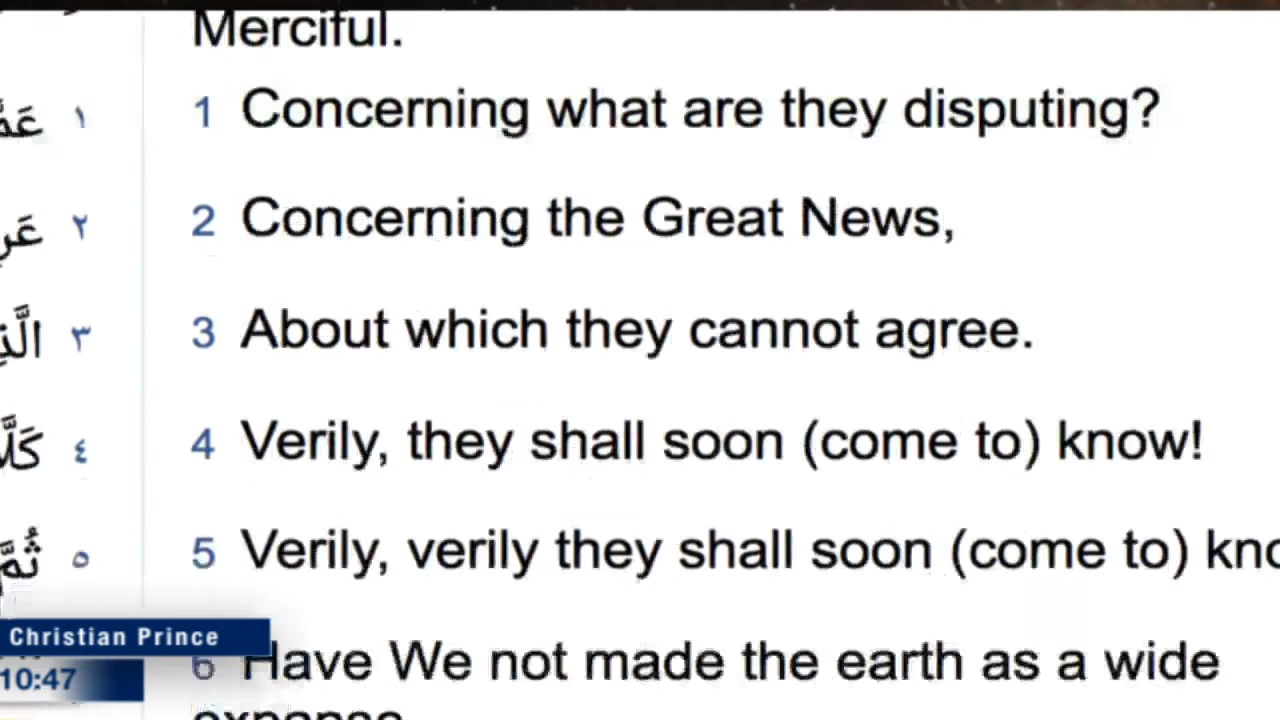 Merciful.
عَمَّ ١ 1 Concerning what are they disputing?
٢ 2 Concerning the Great News,
٣ 3 About which they cannot agree.
٤ 4 Verily, they shall soon (come to) know!
ثُمَّ ٥ 5 Verily, verily they shall soon (come to)
Christian Prince
6 Have We not made the earth as a wide
10:47
expanse